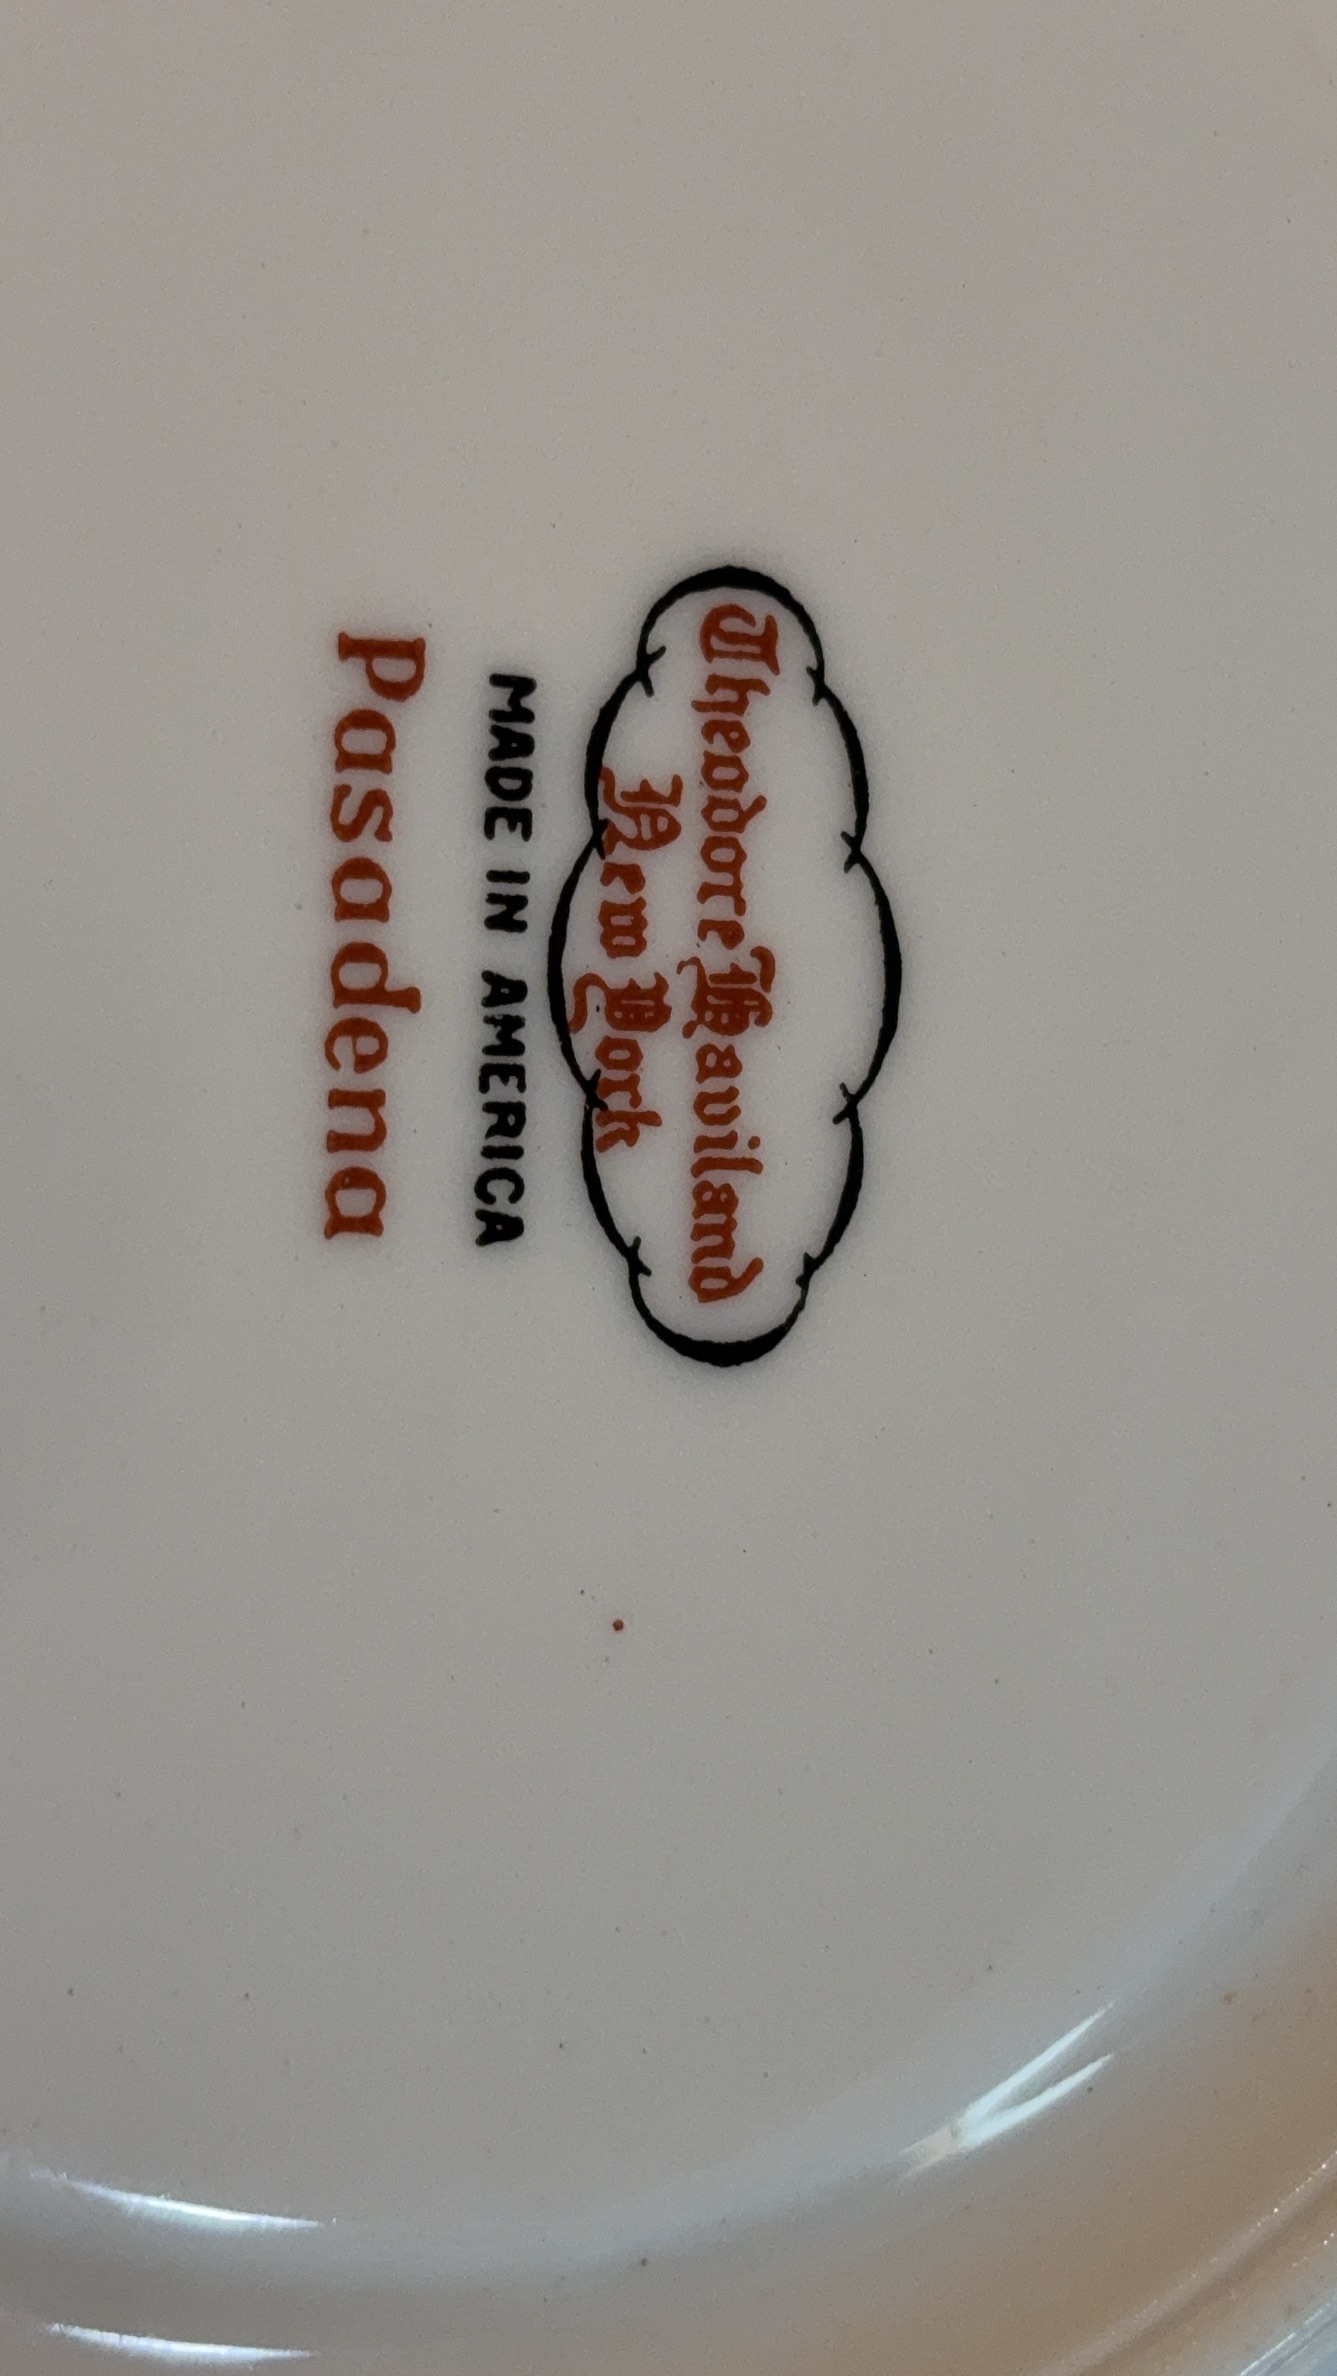 Theodore Haviland
New York
MADE IN AMERICA
Pasadena